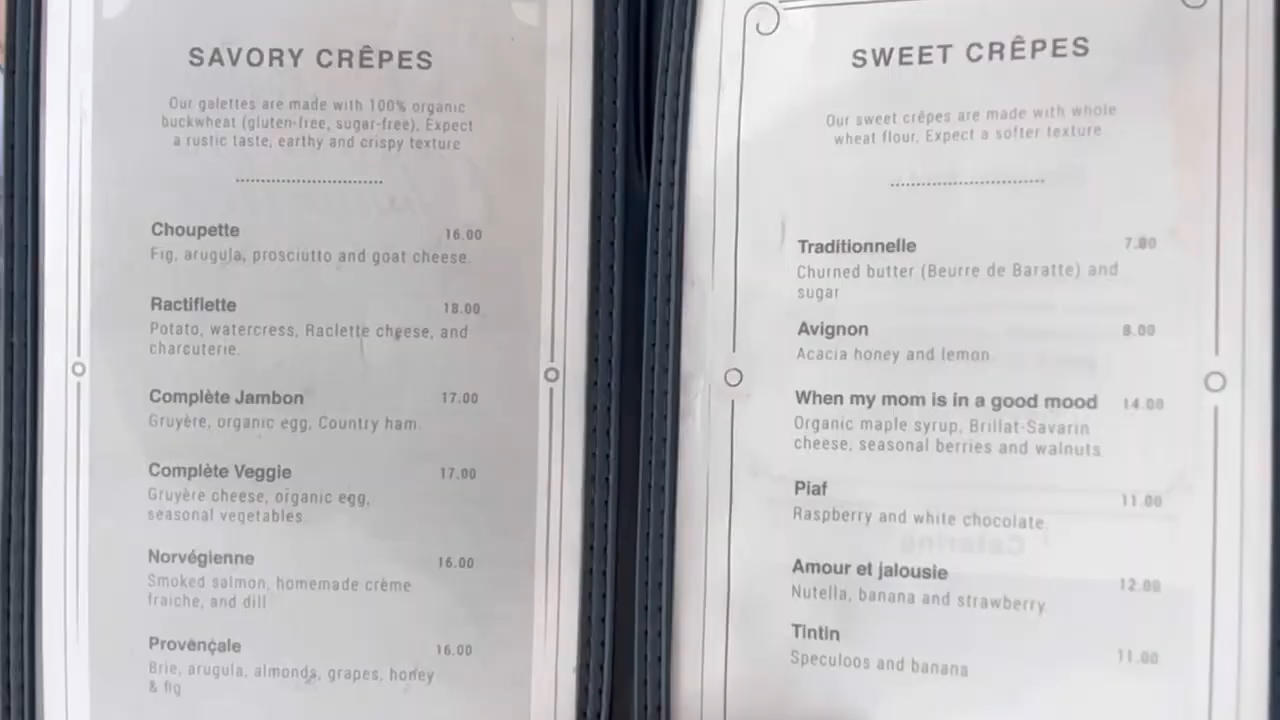 SAVORY CRÊPES
Our galettes are made with 100% organic
buckwheat (gluten-free, sugar-free). Expect
a rustic taste, earthy and crispy texture
Choupette 16.00
Fig, arugula, prosciutto and goat cheese.
Ractiflette 18.00
Potato, watercress, Raclette cheese, and
charcuterie.
Complète Jambon 17.00
Gruyère, organic egg, Country ham.
Complète Veggie 17.00
Gruyère cheese, organic egg,
seasonal vegetables
Norvégienne 16.00
Smoked salmon, homemade crème
fraiche, and dill
Provençale 16.00
Brie, arugula, almonds, grapes, honey
& fig
SWEET CRÊPES
Our sweet crêpes are made with whole
wheat flour. Expect a softer texture
Traditionnelle 7.00
Churned butter (Beurre de Baratte) and
sugar
Avignon 8.00
Acacia honey and lemon
When my mom is in a good mood 14.00
Organic maple syrup, Brillat-Savarin
cheese, seasonal berries and walnuts
Piaf 11.00
Raspberry and white chocolate.
Amour et jalousie 12.00
Nutella, banana and strawberry
Tintin 11.00
Speculoos and banana